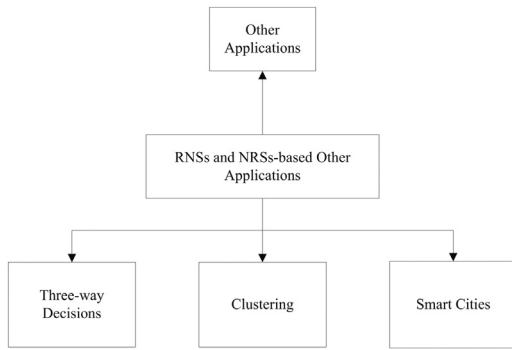 Other
Applications
RNSs and NRSs-based Other
Applications
Three-way
Decisions
Clustering
Smart Cities